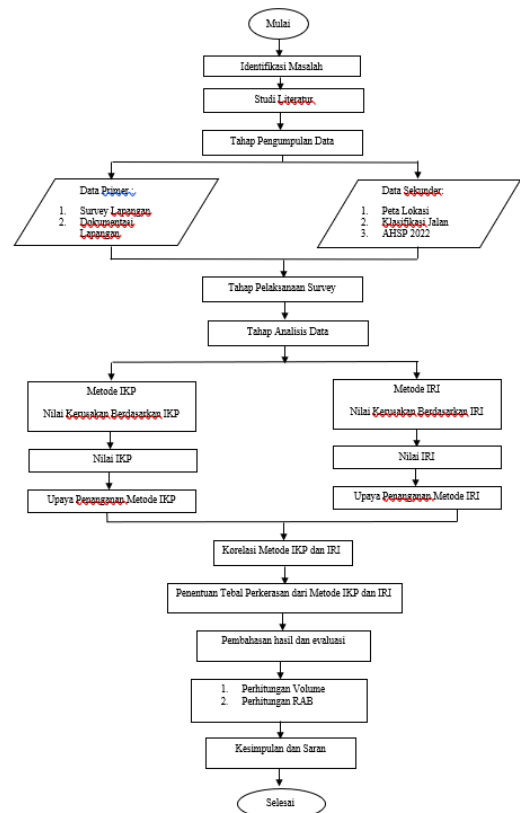 Mulai
Identifikasi Masalah
Studi Literatur
Tahap Pengumpulan Data
Data Primer :
1. Survey Lapangan
2. Dokumentasi
Lapangan
Data Sekunder:
1. Peta Lokasi
2. Klasifikasi Jalan
3. AHSP 2022
Tahap Pelaksanaan Survey
Tahap Analisis Data
Metode IKP
Nilai Kerusakan Berdasarkan IKP
Nilai IKP
Upaya Penanganan Metode IKP
Metode IRI
Nilai Kerusakan Berdasarkan IRI
Nilai IRI
Upaya Penanganan Metode IRI
Korelasi Metode IKP dan IRI
Penentuan Tebal Perkerasan dari Metode IKP dan IRI
Pembahasan hasil dan evaluasi
1. Perhitungan Volume
2. Perhitungan RAB
Kesimpulan dan Saran
Selesai